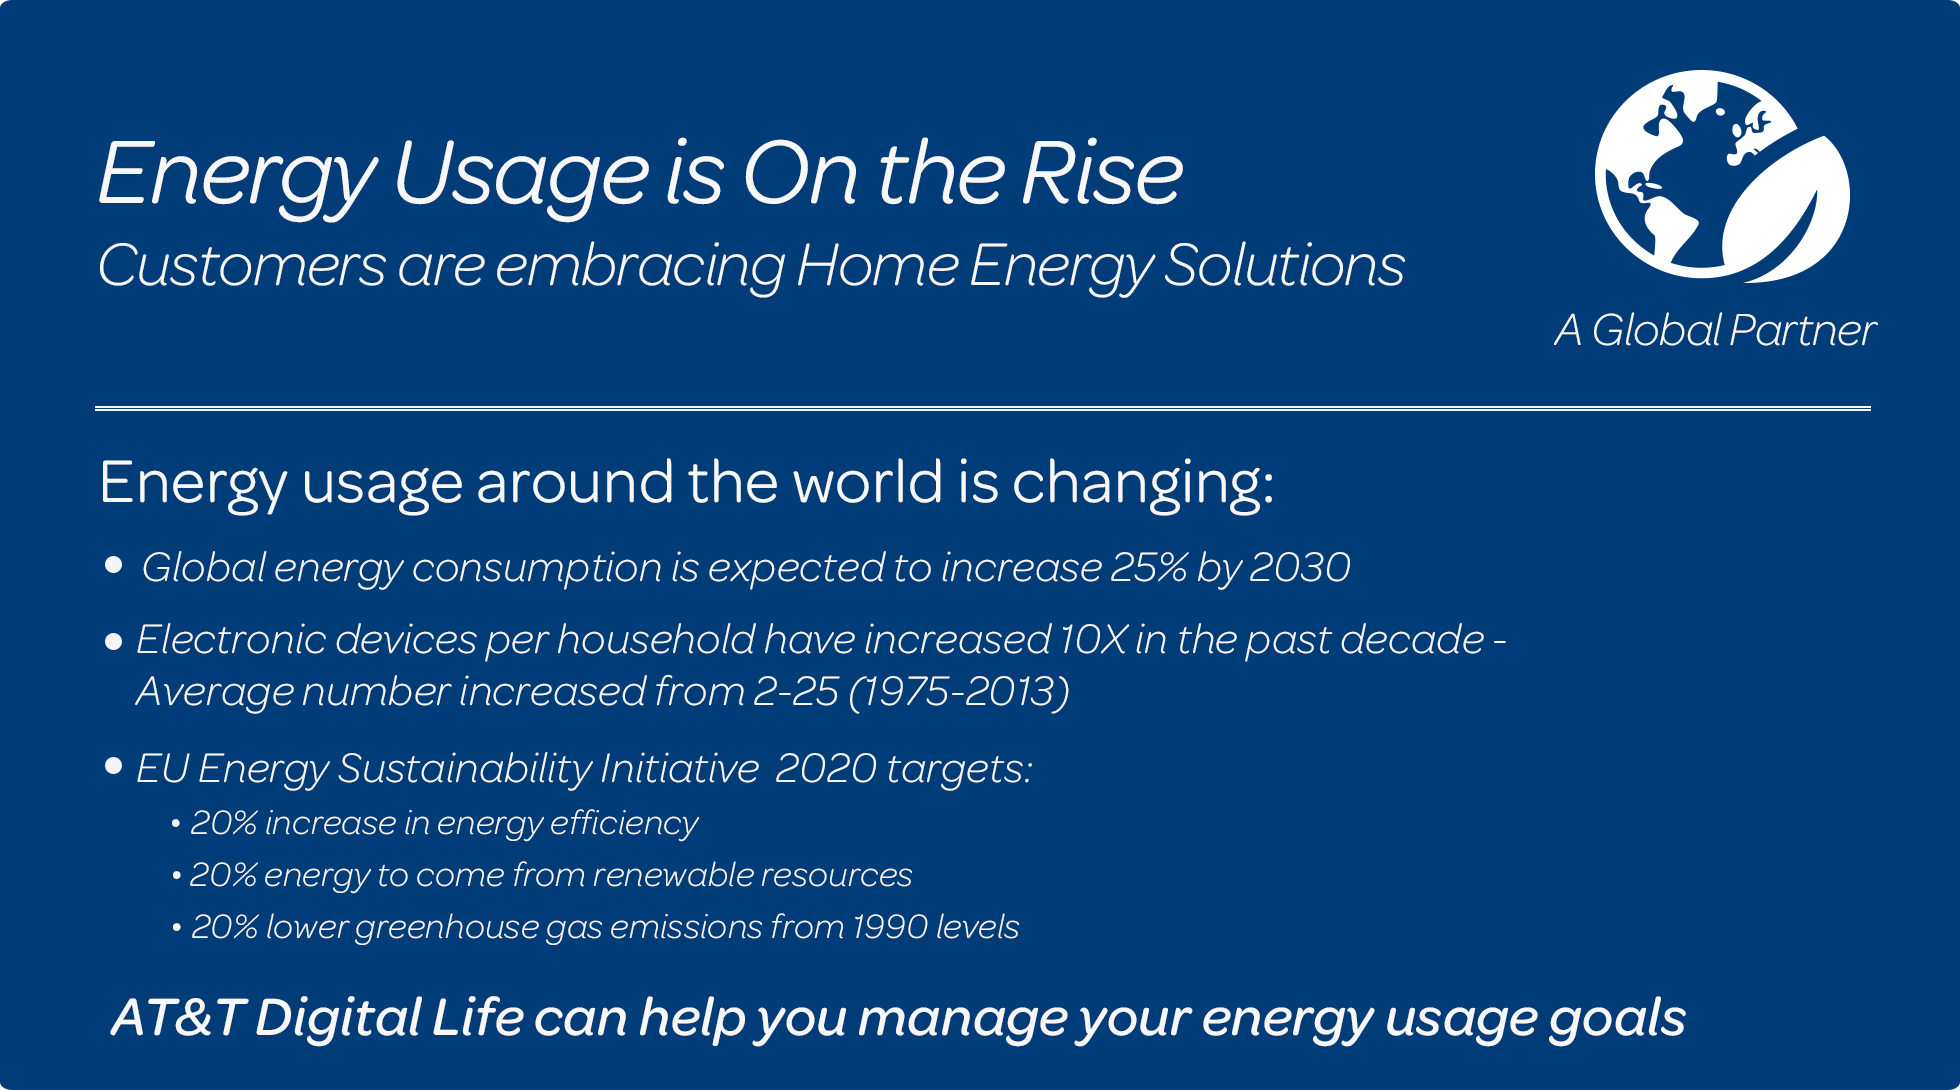 Energy Usage is On the Rise
Customers are embracing Home Energy Solutions
A Global Partner
Energy usage around the world is changing:
• Global energy consumption is expected to increase 25% by 2030
• Electronic devices per household have increased 10X in the past decade -
Average number increased from 2-25 (1975-2013)
• EU Energy Sustainability Initiative 2020 targets:
• 20% increase in energy efficiency
• 20% energy to come from renewable resources
• 20% lower greenhouse gas emissions from 1990 levels
AT&T Digital Life can help you manage your energy usage goals